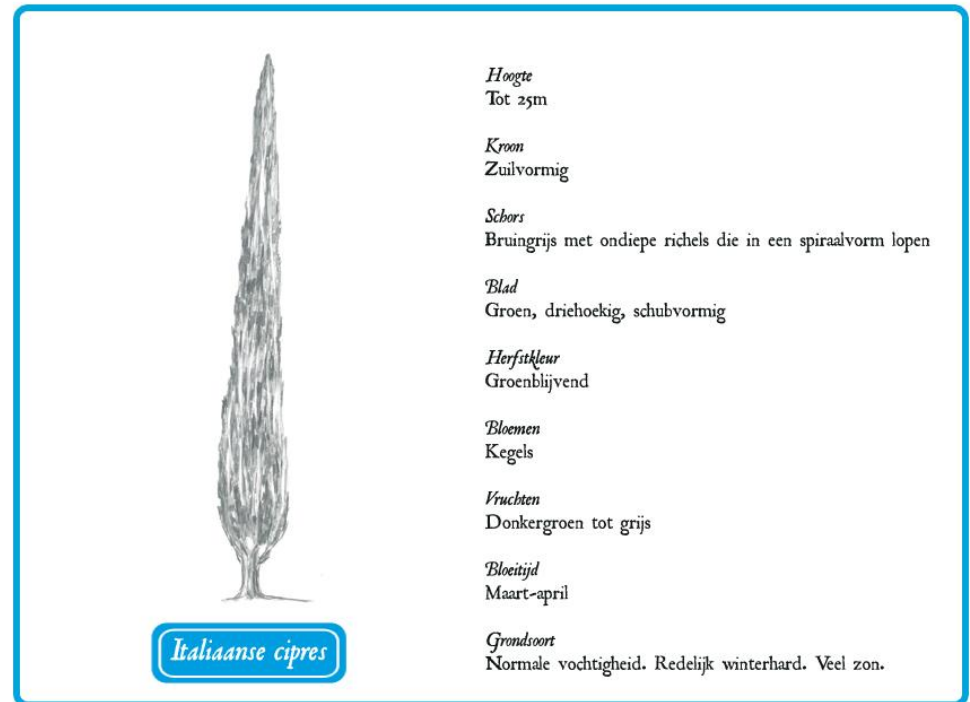 Hoogte
Tot 25m
Kroon
Zuilvormig
Schors
Bruingrijs met ondiepe richels die in een spiraalvorm lopen
Blad
Groen, driehoekig, schubvormig
Herfstkleur
Groenblijvend
Bloemen
Kegels
Vruchten
Donkergroen tot grijs
Bloeitijd
Maart-april
Grondsoort
Normale vochtigheid. Redelijk winterhard. Veel zon.
Italiaanse cipres